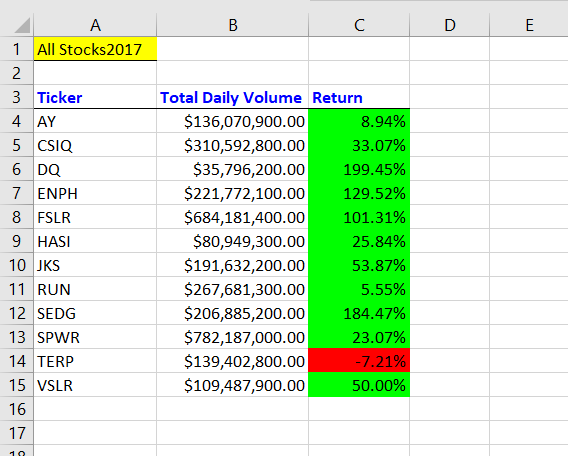 A B C D E
1 All Stocks2017
2
3 Ticker Total Daily Volume Return
4 AY $136,070,900.00 8.94%
5 CSIQ $310,592,800.00 33.07%
6 DQ $35,796,200.00 199.45%
7 ENPH $221,772,100.00 129.52%
8 FSLR $684,181,400.00 101.31%
9 HASI $80,949,300.00 25.84%
10 JKS $191,632,200.00 53.87%
11 RUN $267,681,300.00 5.55%
12 SEDG $206,885,200.00 184.47%
13 SPWR $782,187,000.00 23.07%
14 TERP $139,402,800.00 -7.21%
15 VSLR $109,487,900.00 50.00%
16
17
18